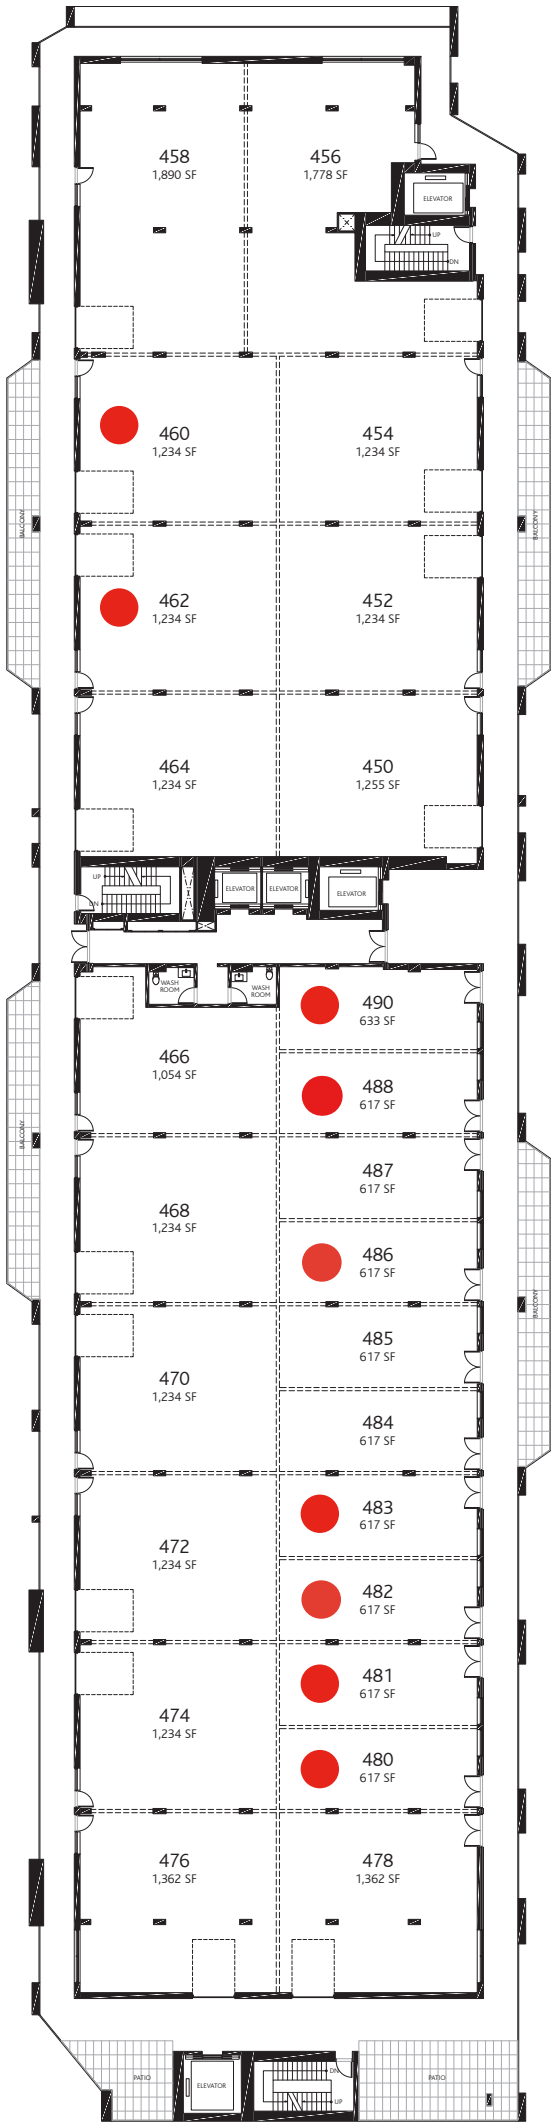 458
1,890 SF
456
1,778 SF
ELEVATOR
UP
DN
460
1,234 SF
454
1,234 SF
BALCONY
BALCONY
462
1,234 SF
452
1,234 SF
464
1,234 SF
450
1,255 SF
UP
DN
ELEVATOR
ELEVATOR
ELEVATOR
WASH
ROOM
WASH
ROOM
490
633 SF
466
1,054 SF
488
617 SF
BALCONY
487
617 SF
468
1,234 SF
486
617 SF
BALCONY
485
617 SF
470
1,234 SF
484
617 SF
483
617 SF
472
1,234 SF
482
617 SF
481
617 SF
474
1,234 SF
480
617 SF
476
1,362 SF
478
1,362 SF
PATIO
ELEVATOR
DN
UP
PATIO